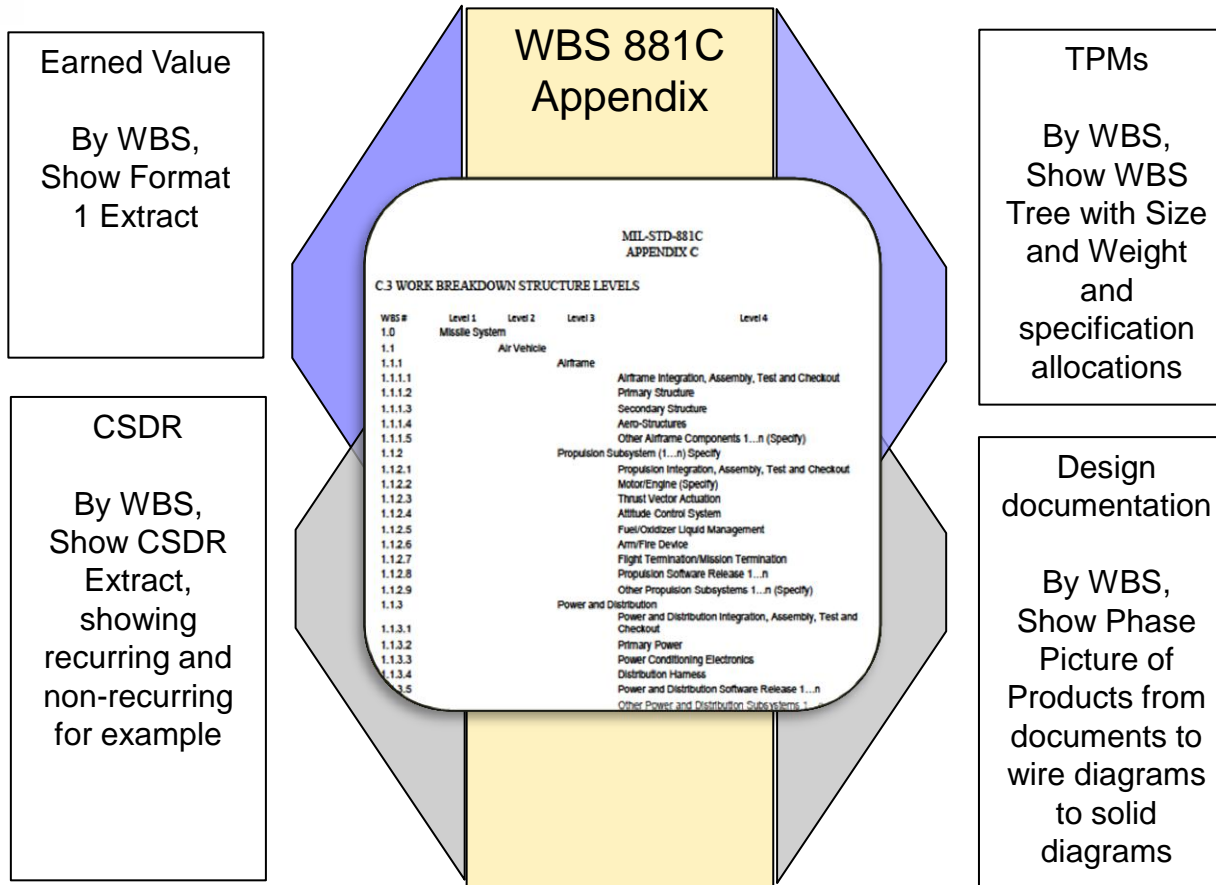 Earned Value
By WBS,
Show Format
1 Extract
CSDR
By WBS,
Show CSDR
Extract,
showing
recurring and
non-recurring
for example
WBS 881C
Appendix
MIL-STD-881C
APPENDIX C
C.3 WORK BREAKDOWN STRUCTURE LEVELS
WBS # Level 1 Level 2 Level 3 Level 4
1.0 Missile System
1.1 Air Vehicle
1.1.1 Airframe
1.1.1.1 Airframe Integration, Assembly, Test and Checkout
1.1.1.2 Primary Structure
1.1.1.3 Secondary Structure
1.1.1.4 Aero-Structures
1.1.1.5 Other Airframe Components 1...n (Specify)
1.1.2 Propulsion Subsystem (1...n) Specify
1.1.2.1 Propulsion Integration, Assembly, Test and Checkout
1.1.2.2 Motor/Engine (Specify)
1.1.2.3 Thrust Vector Actuation
1.1.2.4 Attitude Control System
1.1.2.5 Fuel/Oxidizer Liquid Management
1.1.2.6 Arm/Fire Device
1.1.2.7 Flight Termination/Mission Termination
1.1.2.8 Propulsion Software Release 1...n
1.1.2.9 Other Propulsion Subsystems 1...n (Specify)
1.1.3 Power and Distribution
Power and Distribution Integration, Assembly, Test and
1.1.3.1 Checkout
1.1.3.2 Primary Power
1.1.3.3 Power Conditioning Electronics
1.1.3.4 Distribution Harness
.3.5 Power and Distribution Software Release 1...n
Other Power and Distribution Subsystems 1...
TPMs
By WBS,
Show WBS
Tree with Size
and Weight
and
specification
allocations
Design
documentation
By WBS,
Show Phase
Picture of
Products from
documents to
wire diagrams
to solid
diagrams